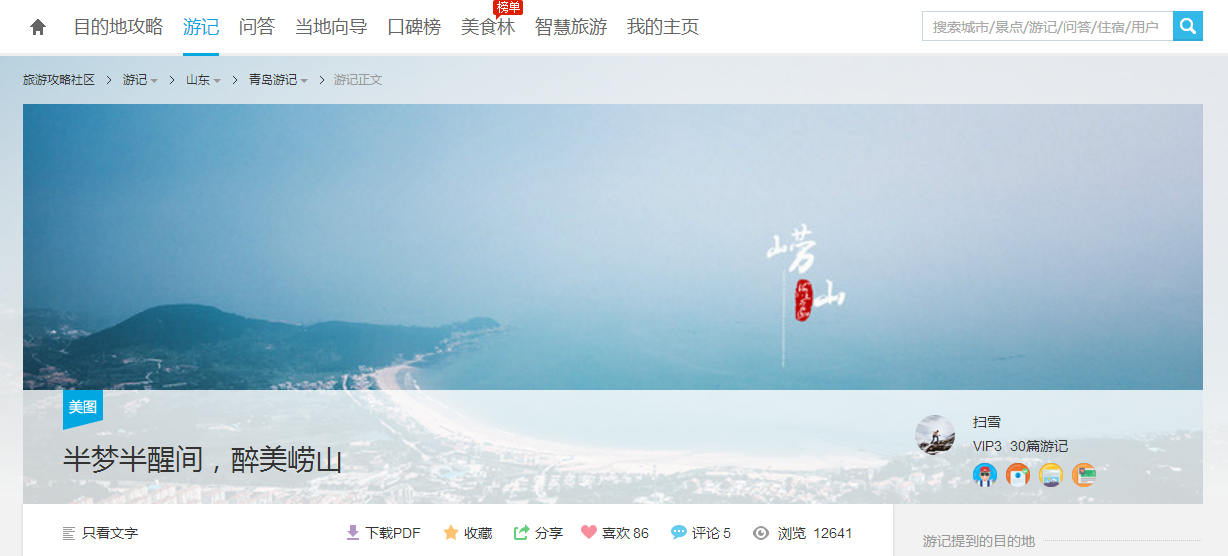 榜单
目的地攻略 游记 问答 当地向导 口碑榜 美食林 智慧旅游 我的主页 搜索城市/景点/游记/问答/住宿/用户
旅游攻略社区 > 游记 > 山东 > 青岛游记 > 游记正文
崂
山
美图
半梦半醒间，醉美崂山
扫雪
VIP3 30篇游记
只看文字 下载PDF 收藏 分享 喜欢 86 评论 5 浏览 12641
游记提到的目的地